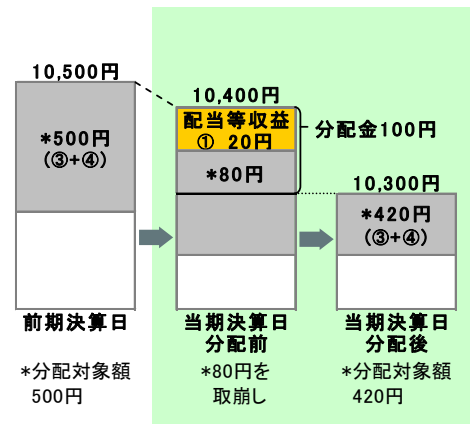 10,500円
*500円
(③+④)
前期決算日
*分配対象額
500円
10,400円
配当等収益
① 20円
*80円
分配金100円
当期決算日
分配前
*80円を
取崩し
10,300円
*420円
(③+④)
当期決算日
分配後
*分配対象額
420円